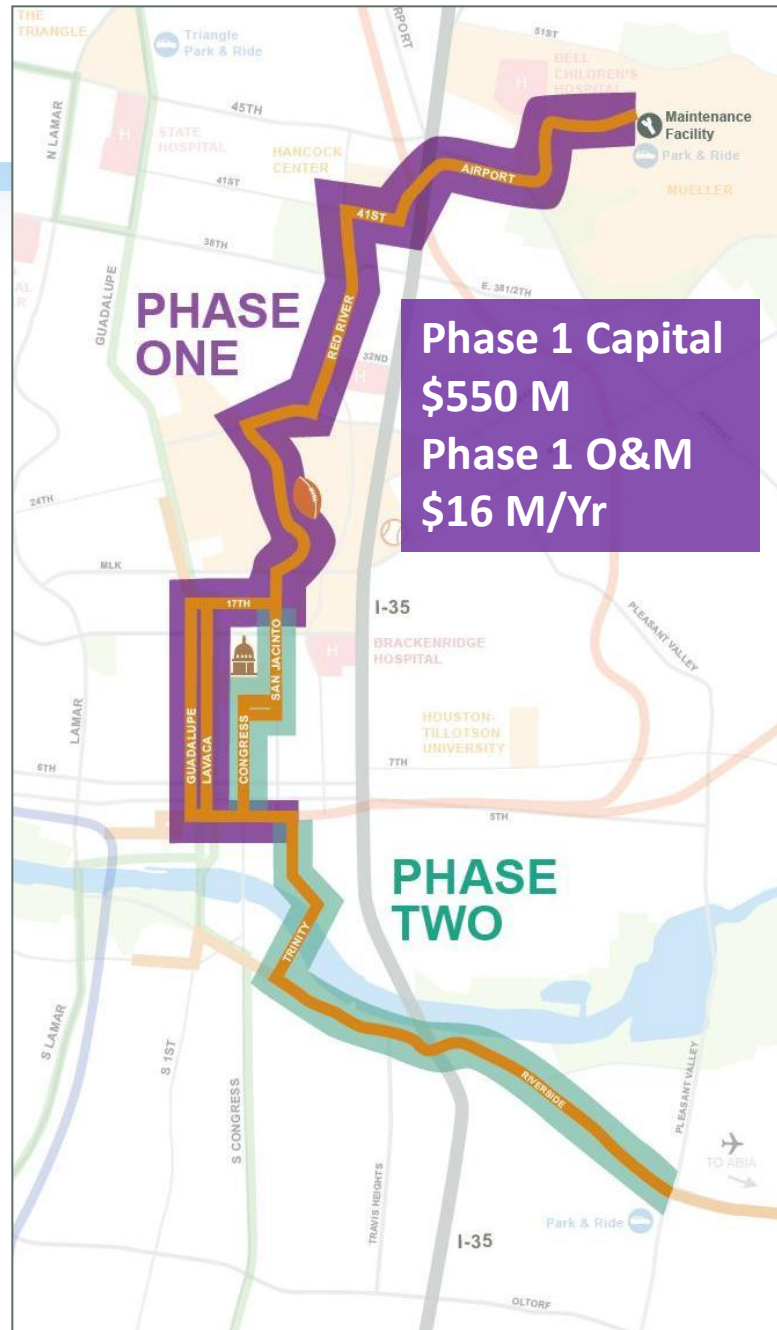 THE
TRIANGLE
Triangle
Park & Ride
AIRPORT
51ST
DELL
CHILDREN'S
HOSPITAL
H
45TH
N LAMAR
H
STATE
HOSPITAL
HANCOCK
CENTER
Maintenance
Facility
Park & Ride
AIRPORT
MUELLER
41ST
41ST
38TH
GUADALUPE
E. 381/2TH
PHASE
ONE
RED RIVER
32ND
Phase 1 Capital
$550 M
Phase 1 O&M
$16 M/Yr
AIRPORT
24TH
MLK
17TH
I-35
PLEASANT VALLEY
SAN JACINTO
H
BRACKENRIDGE
HOSPITAL
LAMAR
GUADALUPE
LAVACA
CONGRESS
HOUSTON-
TILLOTSON
UNIVERSITY
6TH
7TH
5TH
PHASE
TWO
TRINITY
S LAMAR
S 1ST
S CONGRESS
RIVERSIDE
PLEASANT VALLEY
TO ABIA
TRAVIS HEIGHTS
Park & Ride
I-35
OLTORF